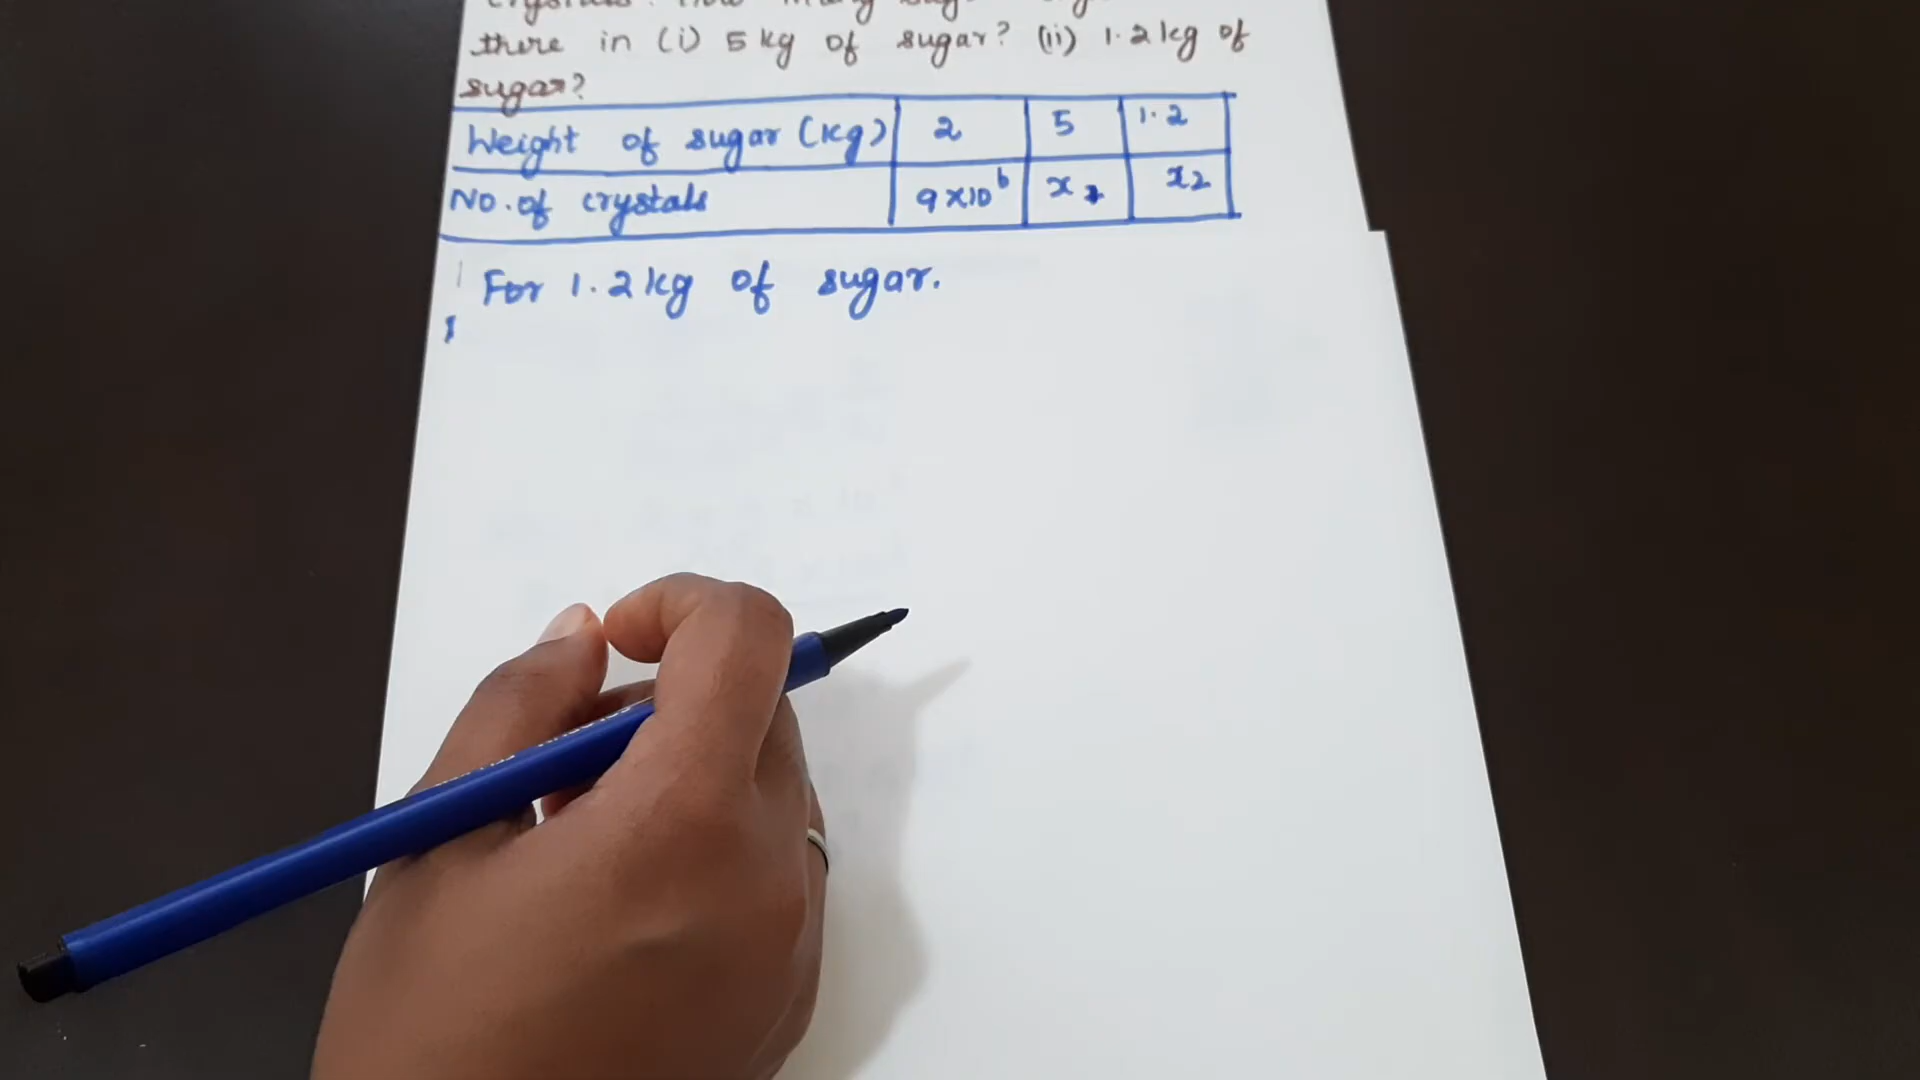 there in (i) 5 kg of sugar? (ii) 1.2 kg of
sugar?
Weight of sugar (kg) 2 5 1.2
No. of crystals 9×10⁶ x₁ x₂
For 1.2 kg of sugar.